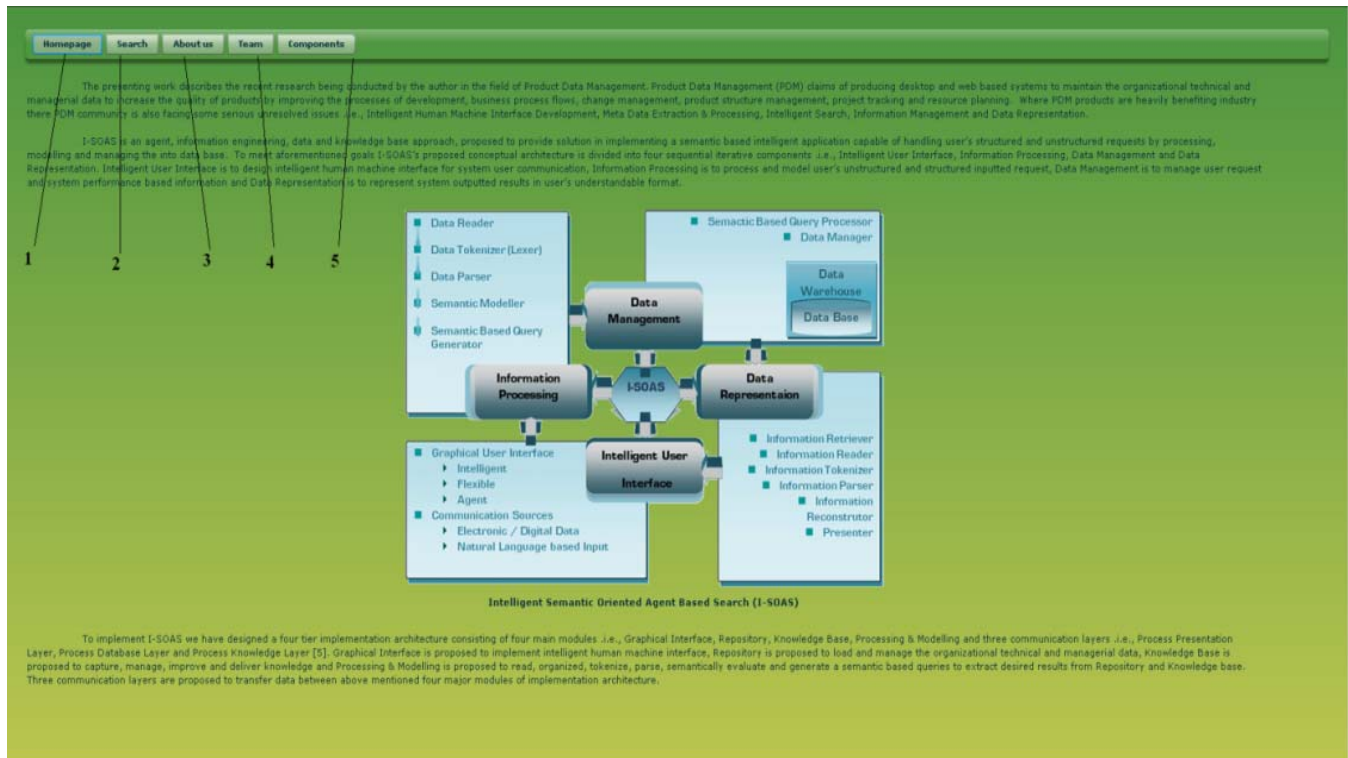 Homepage Search About us Team Components
The presenting work describes the recent research being conducted by the author in the field of Product Data Management. Product Data Management (PDM) claims of producing desktop and web based systems to maintain the organizational technical and
managerial data to increase the quality of products by improving the processes of development, business process flows, change management, product structure management, project tracking and resource planning. Where PDM products are heavily benefiting industry
there PDM community is also facing some serious unresolved issues .i.e., Intelligent Human Machine Interface Development, Meta Data Extraction & Processing, Intelligent Search, Information Management and Data Representation.
I-SOAS is an agent, information engineering, data and knowledge base approach, proposed to provide solution in implementing a semantic based intelligent application capable of handling user's structured and unstructured requests by processing,
modelling and managing the into data base. To meet aforementioned goals I-SOAS's proposed conceptual architecture is divided into four sequential iterative components .i.e., Intelligent User Interface, Information Processing, Data Management and Data
Representation. Intelligent User Interface is to design intelligent human machine interface for system user communication, Information Processing is to process and model user's unstructured and structured inputted request, Data Management is to manage user request
and system performance based information and Data Representation is to represent system outputted results in user's understandable format.
1 2 3 4 5
Data Reader
Data Tokenizer (Lexer)
Data Parser
Semantic Modeller
Semantic Based Query
Generator
Semactic Based Query Processor
Data Manager
Data
Warehouse
Data Base
Data
Management
Information
Processing
I-SOAS
Data
Representaion
Intelligent User
Interface
Graphical User Interface
Intelligent
Flexible
Agent
Communication Sources
Electronic / Digital Data
Natural Language based Input
Information Retriever
Information Reader
Information Tokenizer
Information Parser
Information
Reconstrutor
Presenter
Intelligent Semantic Oriented Agent Based Search (I-SOAS)
To implement I-SOAS we have designed a four tier implementation architecture consisting of four main modules .i.e., Graphical Interface, Repository, Knowledge Base, Processing & Modelling and three communication layers .i.e., Process Presentation
Layer, Process Database Layer and Process Knowledge Layer [5]. Graphical Interface is proposed to implement intelligent human machine interface, Repository is proposed to load and manage the organizational technical and managerial data, Knowledge Base is
proposed to capture, manage, improve and deliver knowledge and Processing & Modelling is proposed to read, organized, tokenize, parse, semantically evaluate and generate a semantic based queries to extract desired results from Repository and Knowledge base.
Three communication layers are proposed to transfer data between above mentioned four major modules of implementation architecture.